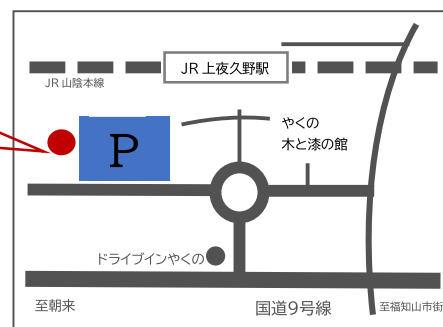 JR 上夜久野駅
JR 山陰本線
P
やくの
木と漆の館
ドライブインやくの
至朝来
国道9号線
至福知山市街